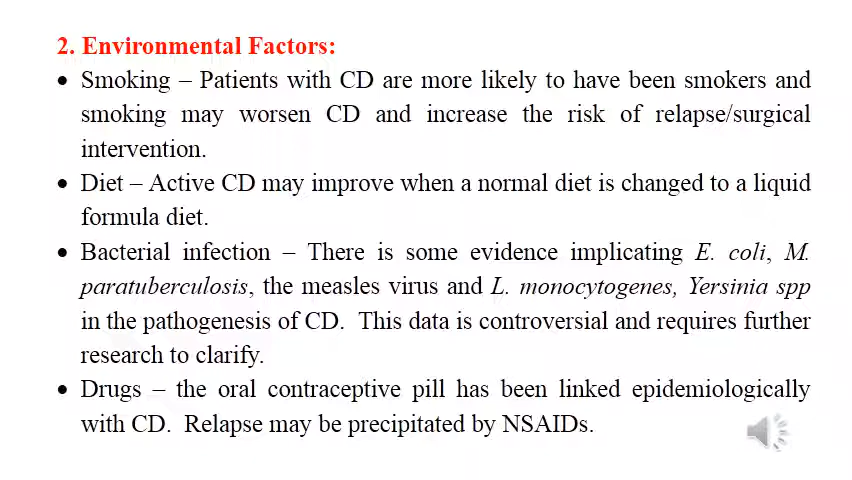 2. Environmental Factors:
• Smoking – Patients with CD are more likely to have been smokers and
smoking may worsen CD and increase the risk of relapse/surgical
intervention.
• Diet – Active CD may improve when a normal diet is changed to a liquid
formula diet.
• Bacterial infection – There is some evidence implicating E. coli, M.
paratuberculosis, the measles virus and L. monocytogenes, Yersinia spp
in the pathogenesis of CD. This data is controversial and requires further
research to clarify.
• Drugs – the oral contraceptive pill has been linked epidemiologically
with CD. Relapse may be precipitated by NSAIDs.